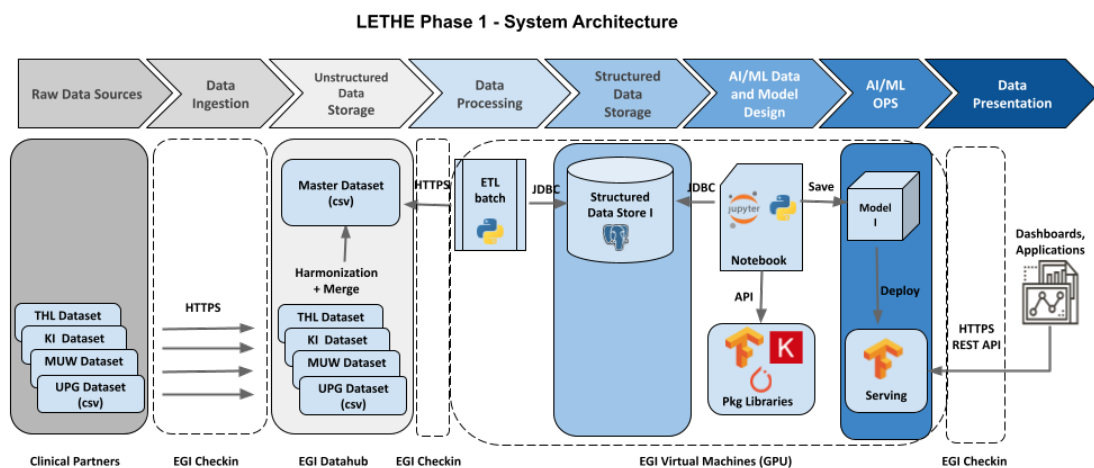 LETHE Phase 1 - System Architecture
Raw Data Sources
Data
Ingestion
Unstructured
Data
Storage
Data
Processing
Structured
Data
Storage
AI/ML Data
and Model
Design
AI/ML
OPS
Data
Presentation
Master Dataset
(csv)
HTTPS
ETL
batch
JDBC
Structured
Data Store I
JDBC
jupyter
Notebook
Save
Model
I
Dashboards,
Applications
Harmonization
+ Merge
HTTPS
API
Deploy
THL Dataset
KI Dataset
MUW Dataset
UPG Dataset
(csv)
THL Dataset
KI Dataset
MUW Dataset
UPG Dataset
(csv)
K
Pkg Libraries
Serving
HTTPS
REST API
Clinical Partners
EGI Checkin
EGI Datahub
EGI Checkin
EGI Virtual Machines (GPU)
EGI Checkin